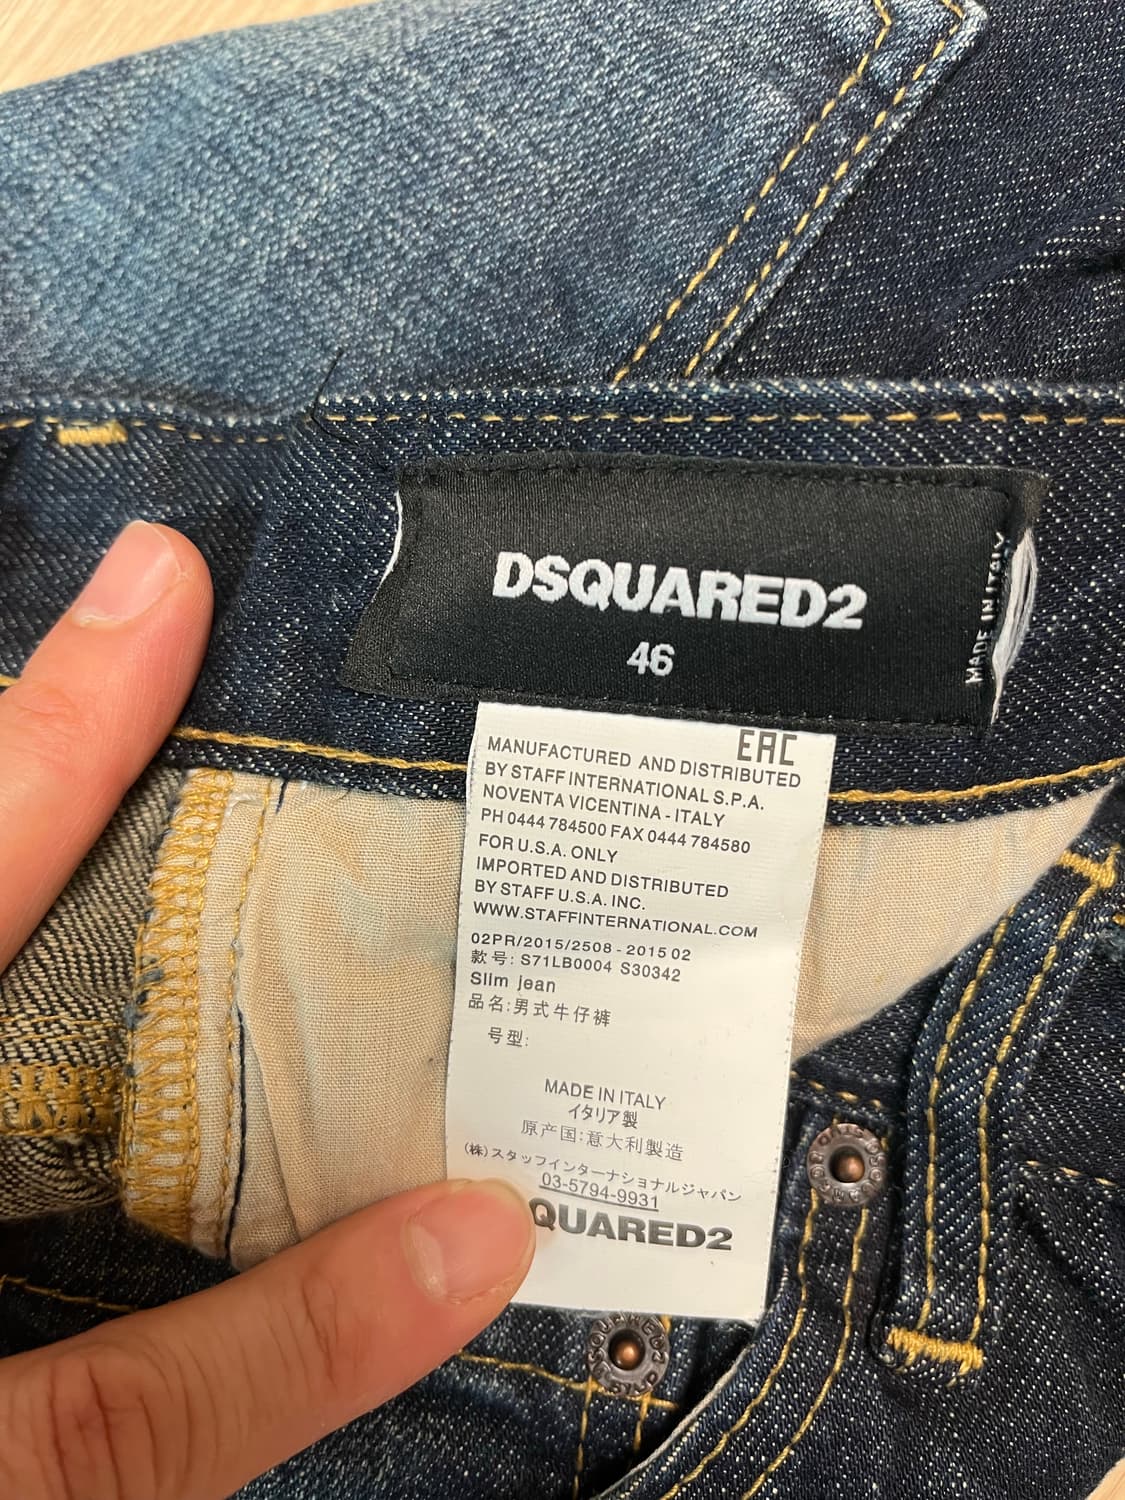 DSQUARED2
46
MADE IN ITALY
EAC
MANUFACTURED AND DISTRIBUTED
BY STAFF INTERNATIONAL S.P.A.
NOVENTA VICENTINA - ITALY
PH 0444 784500 FAX 0444 784580
FOR U.S.A. ONLY
IMPORTED AND DISTRIBUTED
BY STAFF U.S.A. INC.
WWW.STAFFINTERNATIONAL.COM
02PR/2015/2508 - 2015 02
款号: S71LB0004 S30342
Slim jean
品名:男式牛仔裤
号型:
MADE IN ITALY
イタリア製
原产国:意大利製造
(株)スタッフインターナショナルジャパン
03-5794-9931
QUARED2